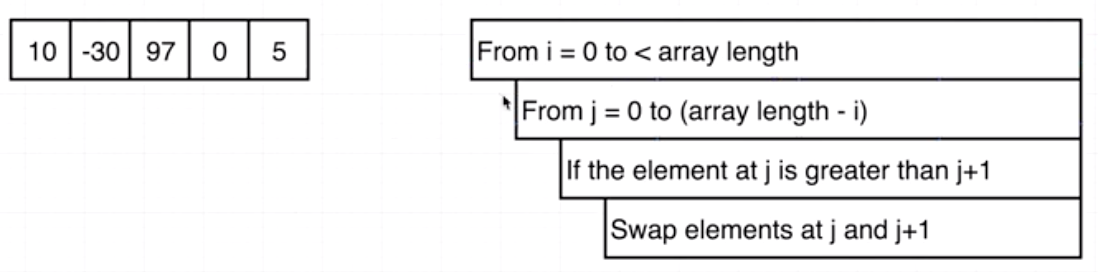 10 -30 97 0 5
From i = 0 to < array length
From j = 0 to (array length - i)
If the element at j is greater than j+1
Swap elements at j and j+1